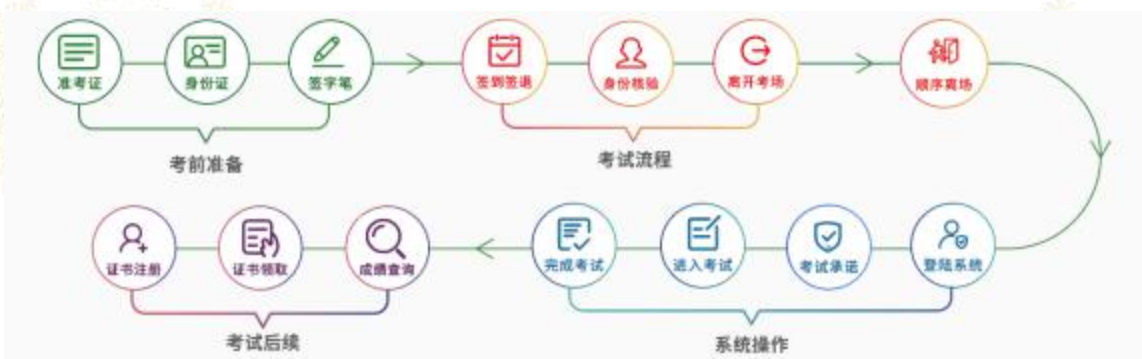 准考证
身份证
签字笔
考前准备
签到签退
身份核验
离开考场
考试流程
顺序离场
登陆系统
考试承诺
进入考试
完成考试
系统操作
成绩查询
证书领取
证书注册
考试后续